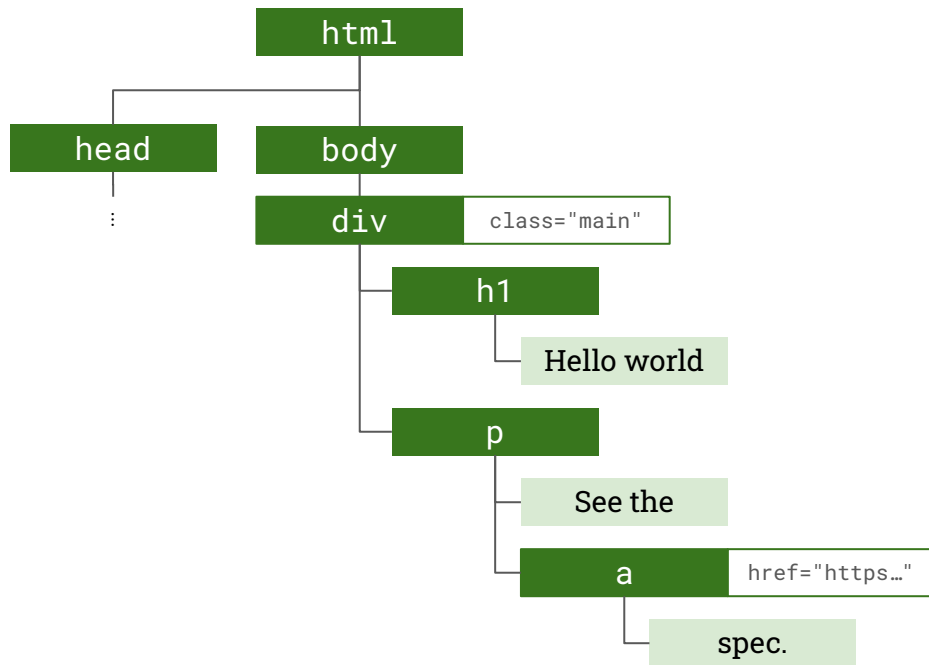 html
head
body
⋮
div class="main"
h1
Hello world
p
See the
a href="https…"
spec.